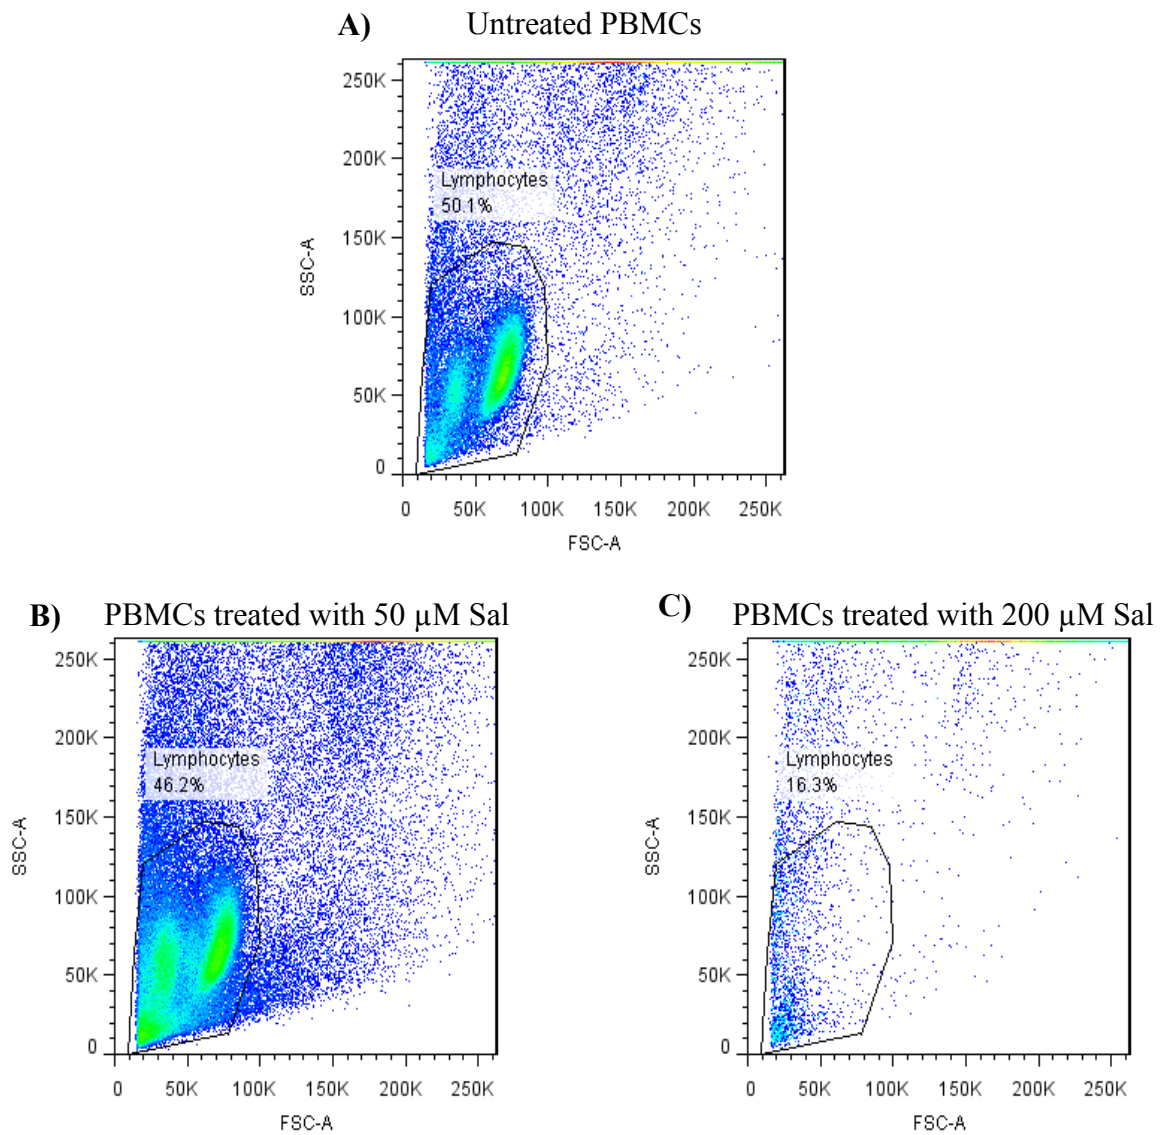 A) Untreated PBMCs
250K
200K
150K
100K
50K
0
Lymphocytes
50.1%
SSC-A
0 50K 100K 150K 200K 250K
FSC-A
B) PBMCs treated with 50 µM Sal
250K
200K
150K
100K
50K
0
Lymphocytes
46.2%
SSC-A
0 50K 100K 150K 200K 250K
FSC-A
C) PBMCs treated with 200 µM Sal
250K
200K
150K
100K
50K
0
Lymphocytes
16.3%
SSC-A
0 50K 100K 150K 200K 250K
FSC-A